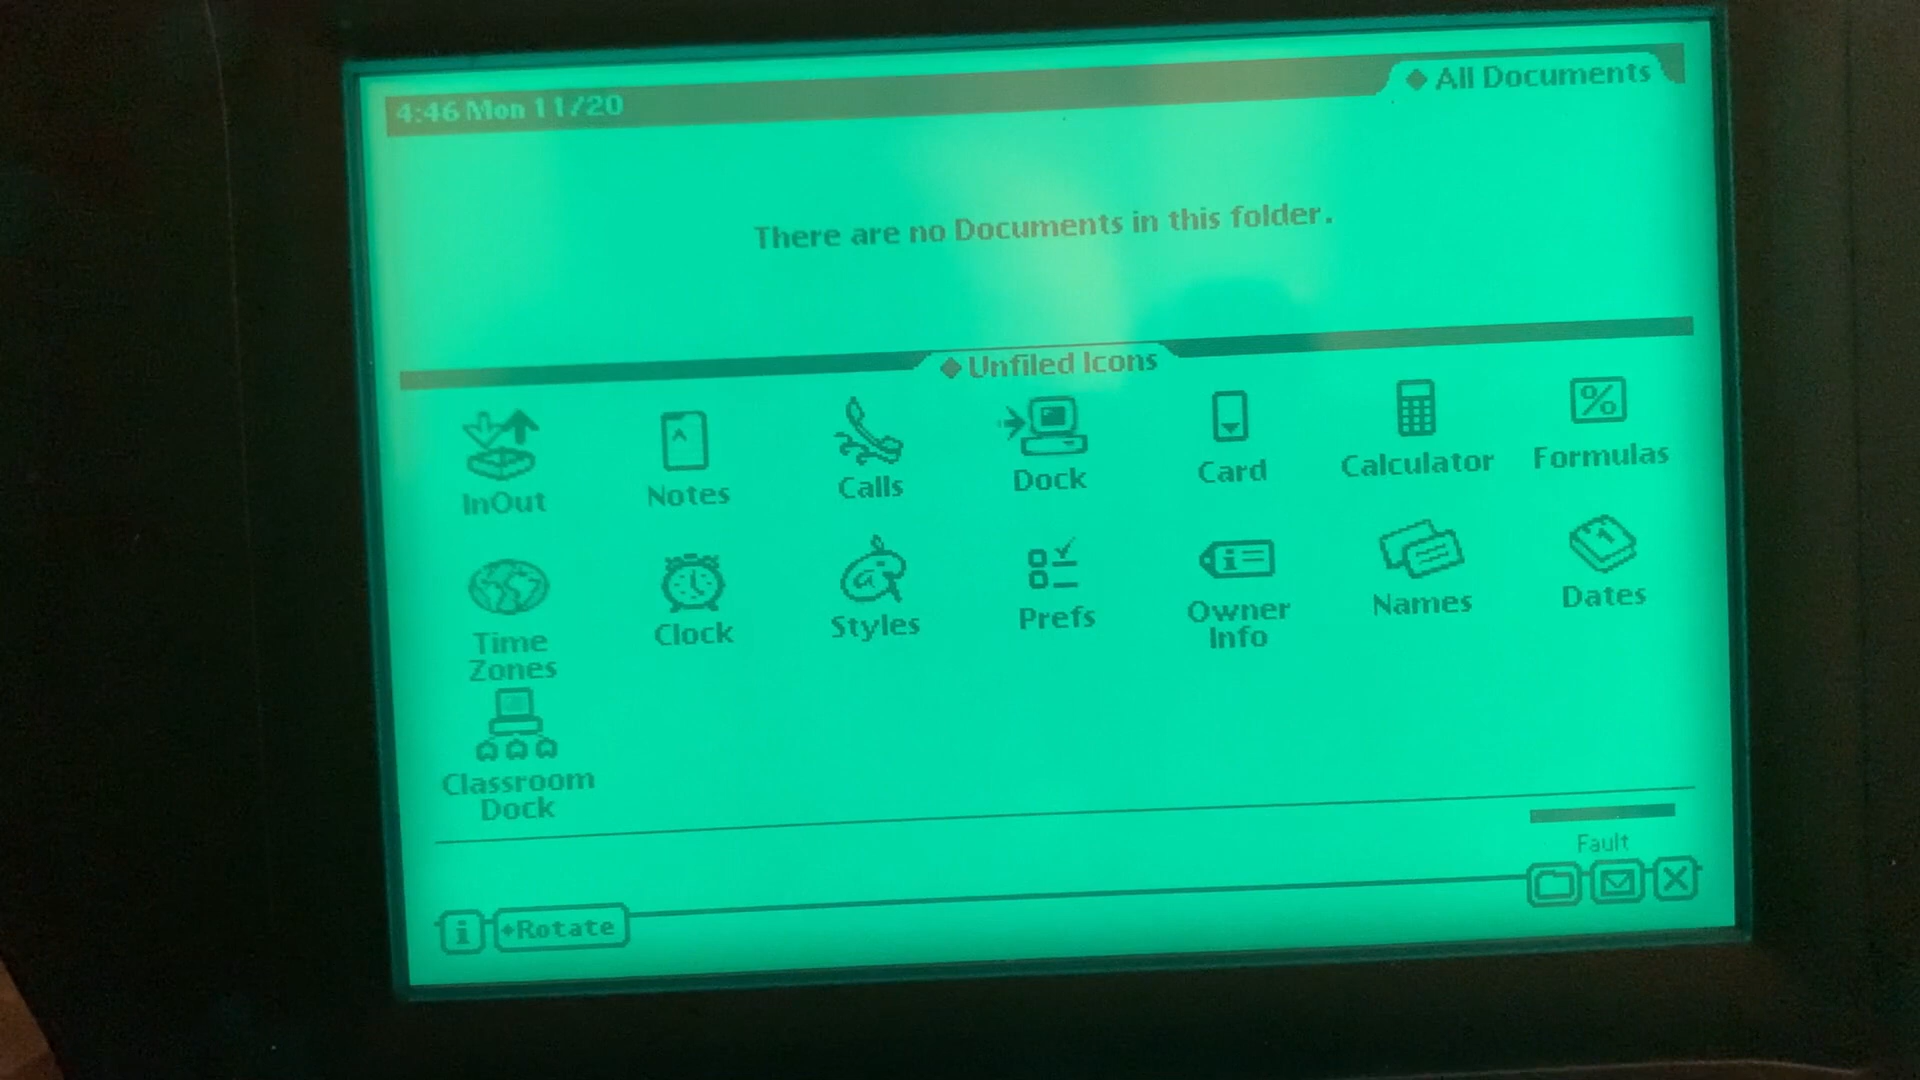 4:46 Mon 11/20
◆ All Documents
There are no Documents in this folder.
◆ Unfiled Icons
InOut
Notes
Calls
Dock
Card
Calculator
Formulas
Time
Zones
Clock
Styles
Prefs
Owner
Info
Names
Dates
Classroom
Dock
Fault
i
◆Rotate